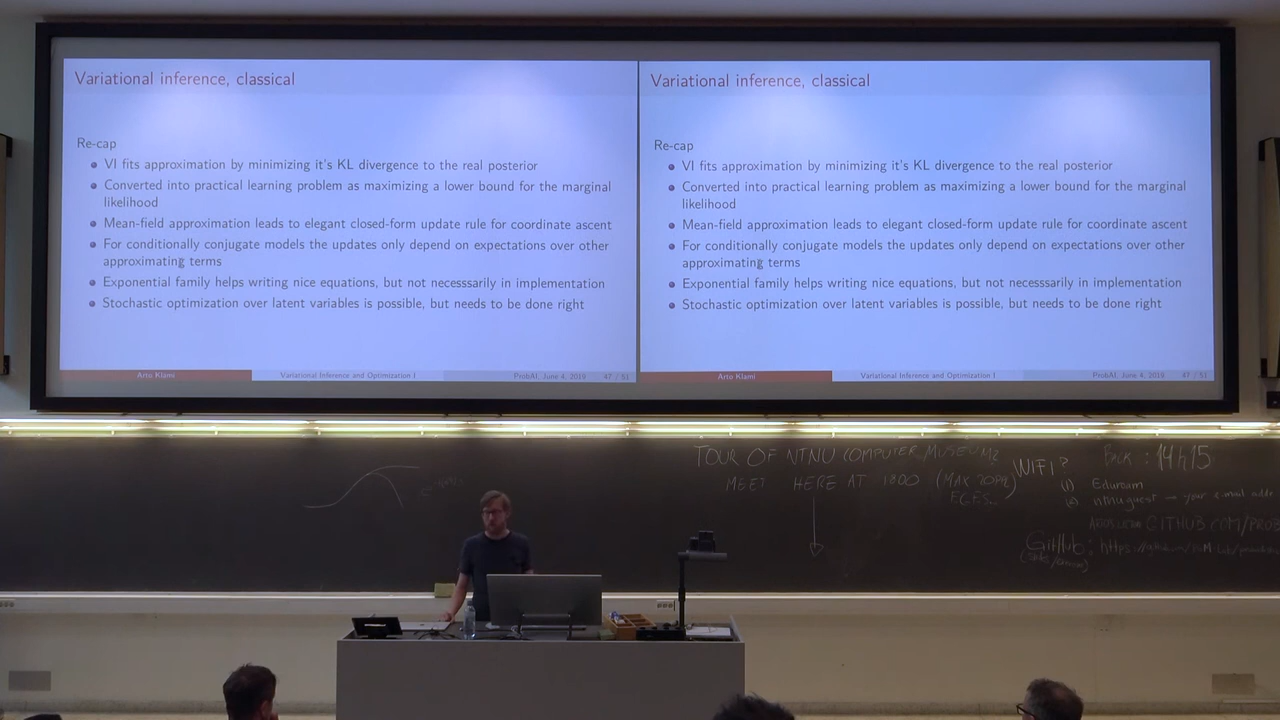 Variational inference, classical
Re-cap
VI fits approximation by minimizing it's KL divergence to the real posterior
Converted into practical learning problem as maximizing a lower bound for the marginal
likelihood
Mean-field approximation leads to elegant closed-form update rule for coordinate ascent
For conditionally conjugate models the updates only depend on expectations over other
approximating terms
Exponential family helps writing nice equations, but not necesssarily in implementation
Stochastic optimization over latent variables is possible, but needs to be done right
Arto Klami Variational Inference and Optimization I ProbAI, June 4, 2019 47 / 51
Variational inference, classical
Re-cap
VI fits approximation by minimizing it's KL divergence to the real posterior
Converted into practical learning problem as maximizing a lower bound for the marginal
likelihood
Mean-field approximation leads to elegant closed-form update rule for coordinate ascent
For conditionally conjugate models the updates only depend on expectations over other
approximating terms
Exponential family helps writing nice equations, but not necesssarily in implementation
Stochastic optimization over latent variables is possible, but needs to be done right
Arto Klami Variational Inference and Optimization I ProbAI, June 4, 2019 47 / 51
TOUR OF NTNU COMPUTER MUSEUM?
MEET HERE AT 1800 (MAX
WIFI?
BACK : 14h15
(1) Eduroam
(2) ntnuguest → your e-mail
GITHUB.COM/PROB
GitHub: https://